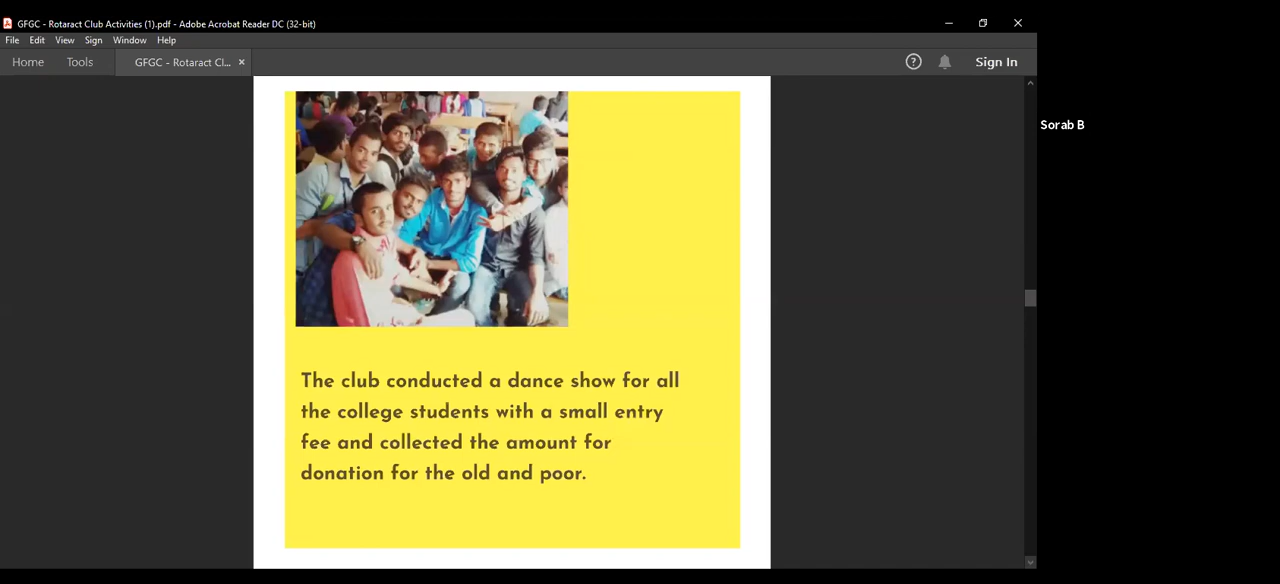 GFGC - Rotaract Club Activities (1).pdf - Adobe Acrobat Reader DC (32-bit)
File Edit View Sign Window Help
Home Tools GFGC - Rotaract Cl... × ? Sign In
Sorab B
The club conducted a dance show for all
the college students with a small entry
fee and collected the amount for
donation for the old and poor.